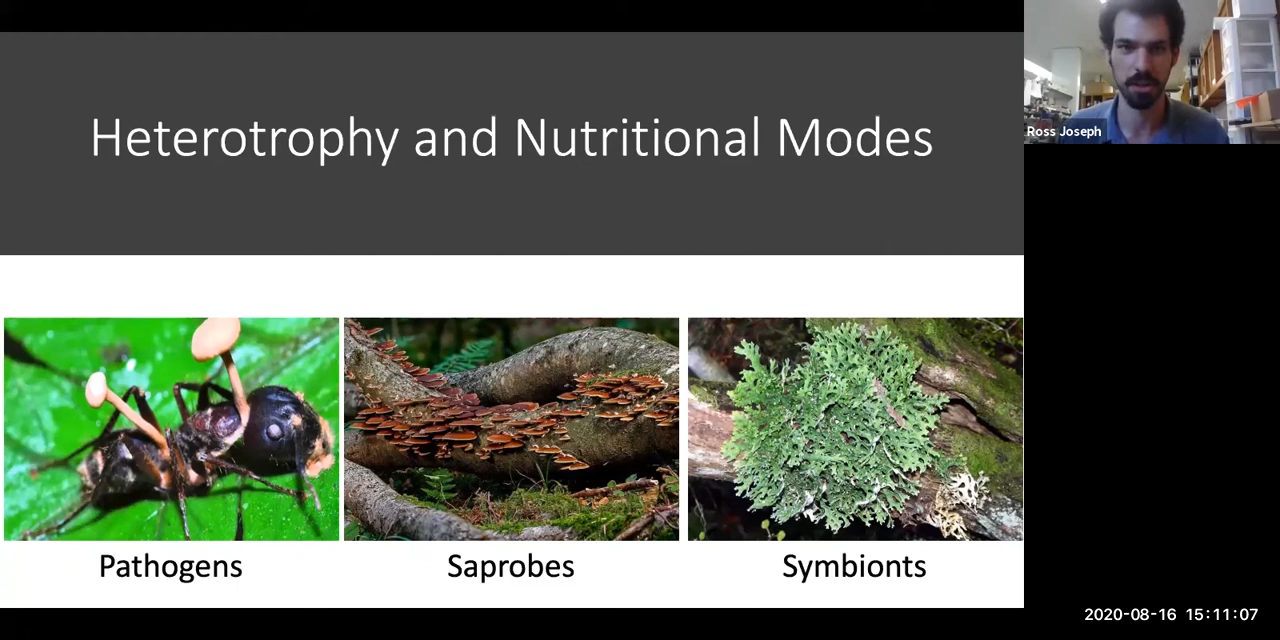 Heterotrophy and Nutritional Modes
Ross Joseph
Pathogens
Saprobes
Symbionts
2020-08-16 15:11:07